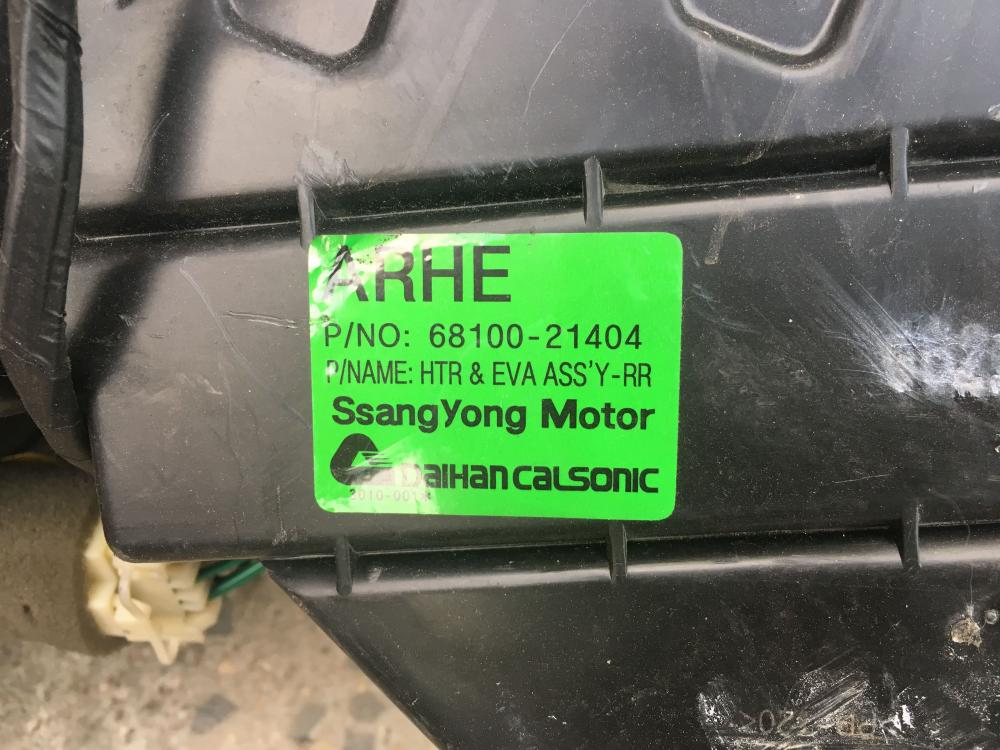 ARHE
P/NO: 68100-21404
P/NAME: HTR & EVA ASS'Y-RR
SsangYong Motor
DAIHAN CALSONIC